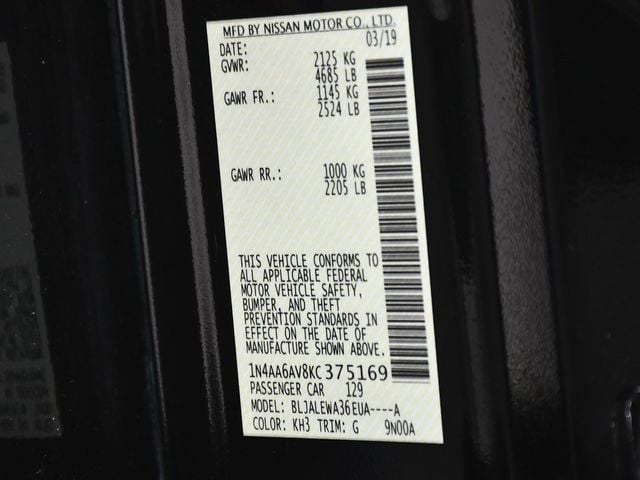 MFD BY NISSAN MOTOR CO., LTD.
DATE: 03/19
GVWR: 2125 KG
4685 LB
GAWR FR.: 1145 KG
2524 LB
GAWR RR.: 1000 KG
2205 LB
THIS VEHICLE CONFORMS TO
ALL APPLICABLE FEDERAL
MOTOR VEHICLE SAFETY,
BUMPER, AND THEFT
PREVENTION STANDARDS IN
EFFECT ON THE DATE OF
MANUFACTURE SHOWN ABOVE.
1N4AA6AV8KC375169
PASSENGER CAR 129
MODEL: BLJALEWA36EUA----A
COLOR: KH3 TRIM: G 9N00A